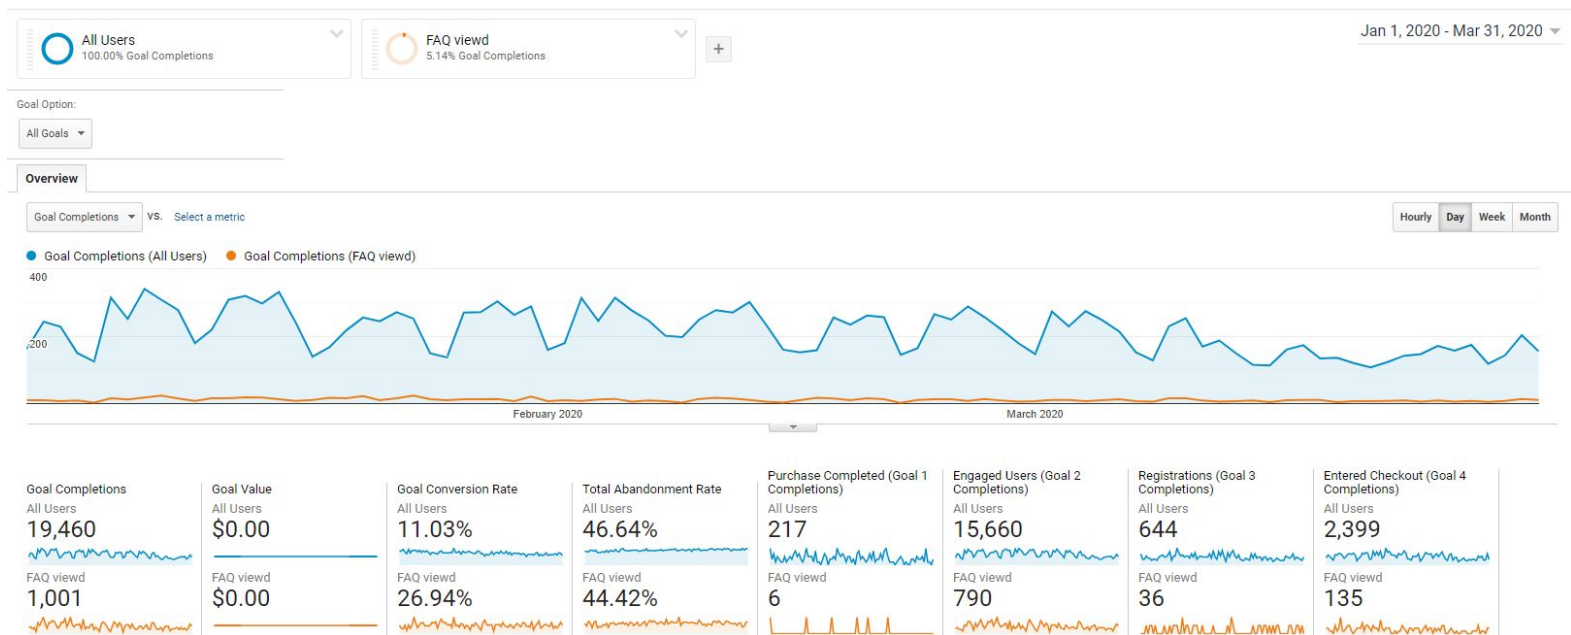 All Users
100.00% Goal Completions
FAQ viewd
5.14% Goal Completions
+
Jan 1, 2020 - Mar 31, 2020
Goal Option:
All Goals
Overview
Goal Completions
VS.
Select a metric
Hourly
Day
Week
Month
Goal Completions (All Users)
Goal Completions (FAQ viewd)
400
200
February 2020
March 2020
Goal Completions
All Users
19,460
FAQ viewd
1,001
Goal Value
All Users
$0.00
FAQ viewd
$0.00
Goal Conversion Rate
All Users
11.03%
FAQ viewd
26.94%
Total Abandonment Rate
All Users
46.64%
FAQ viewd
44.42%
Purchase Completed (Goal 1
Completions)
All Users
217
FAQ viewd
6
Engaged Users (Goal 2
Completions)
All Users
15,660
FAQ viewd
790
Registrations (Goal 3
Completions)
All Users
644
FAQ viewd
36
Entered Checkout (Goal 4
Completions)
All Users
2,399
FAQ viewd
135